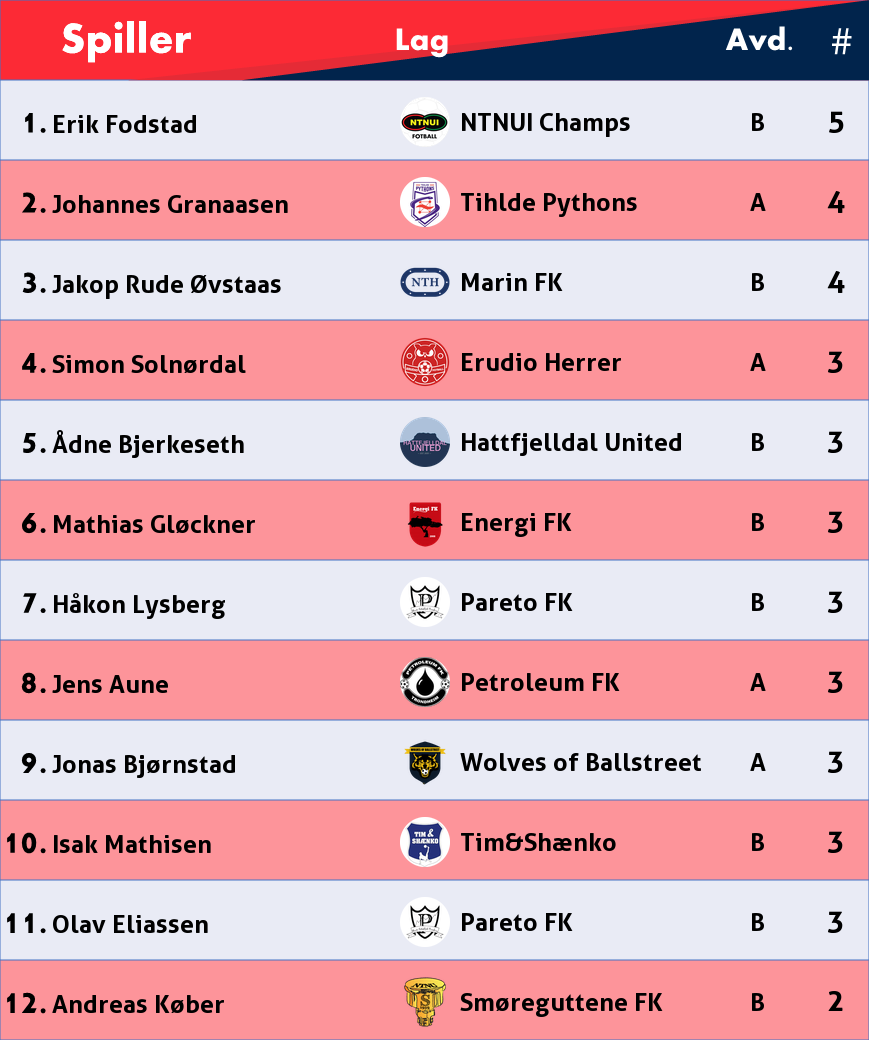 Spiller Lag Avd. #
1. Erik Fodstad NTNUI FOTBALL NTNUI Champs B 5
2. Johannes Granaasen PYTHONS Tihlde Pythons A 4
3. Jakop Rude Øvstaas NTH Marin FK B 4
4. Simon Solnørdal Erudio Herrer A 3
5. Ådne Bjerkeseth HATTFJELLDAL UNITED Hattfjelldal United B 3
6. Mathias Gløckner Energi FK Energi FK B 3
7. Håkon Lysberg P Pareto FK B 3
8. Jens Aune PETROLEUM FK TRONDHEIM Petroleum FK A 3
9. Jonas Bjørnstad WOLVES OF BALLSTREET Wolves of Ballstreet A 3
10. Isak Mathisen TIM & SHÆNKO Tim&Shænko B 3
11. Olav Eliassen P Pareto FK B 3
12. Andreas Køber NTNU S Smøreguttene FK B 2